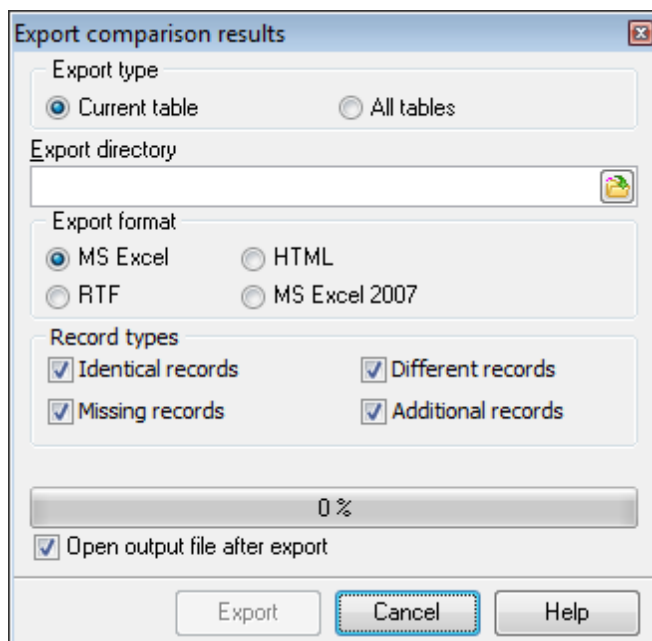 Export comparison results
Export type
Current table All tables
Export directory
Export format
MS Excel HTML
RTF MS Excel 2007
Record types
Identical records Different records
Missing records Additional records
0 %
Open output file after export
Export Cancel Help